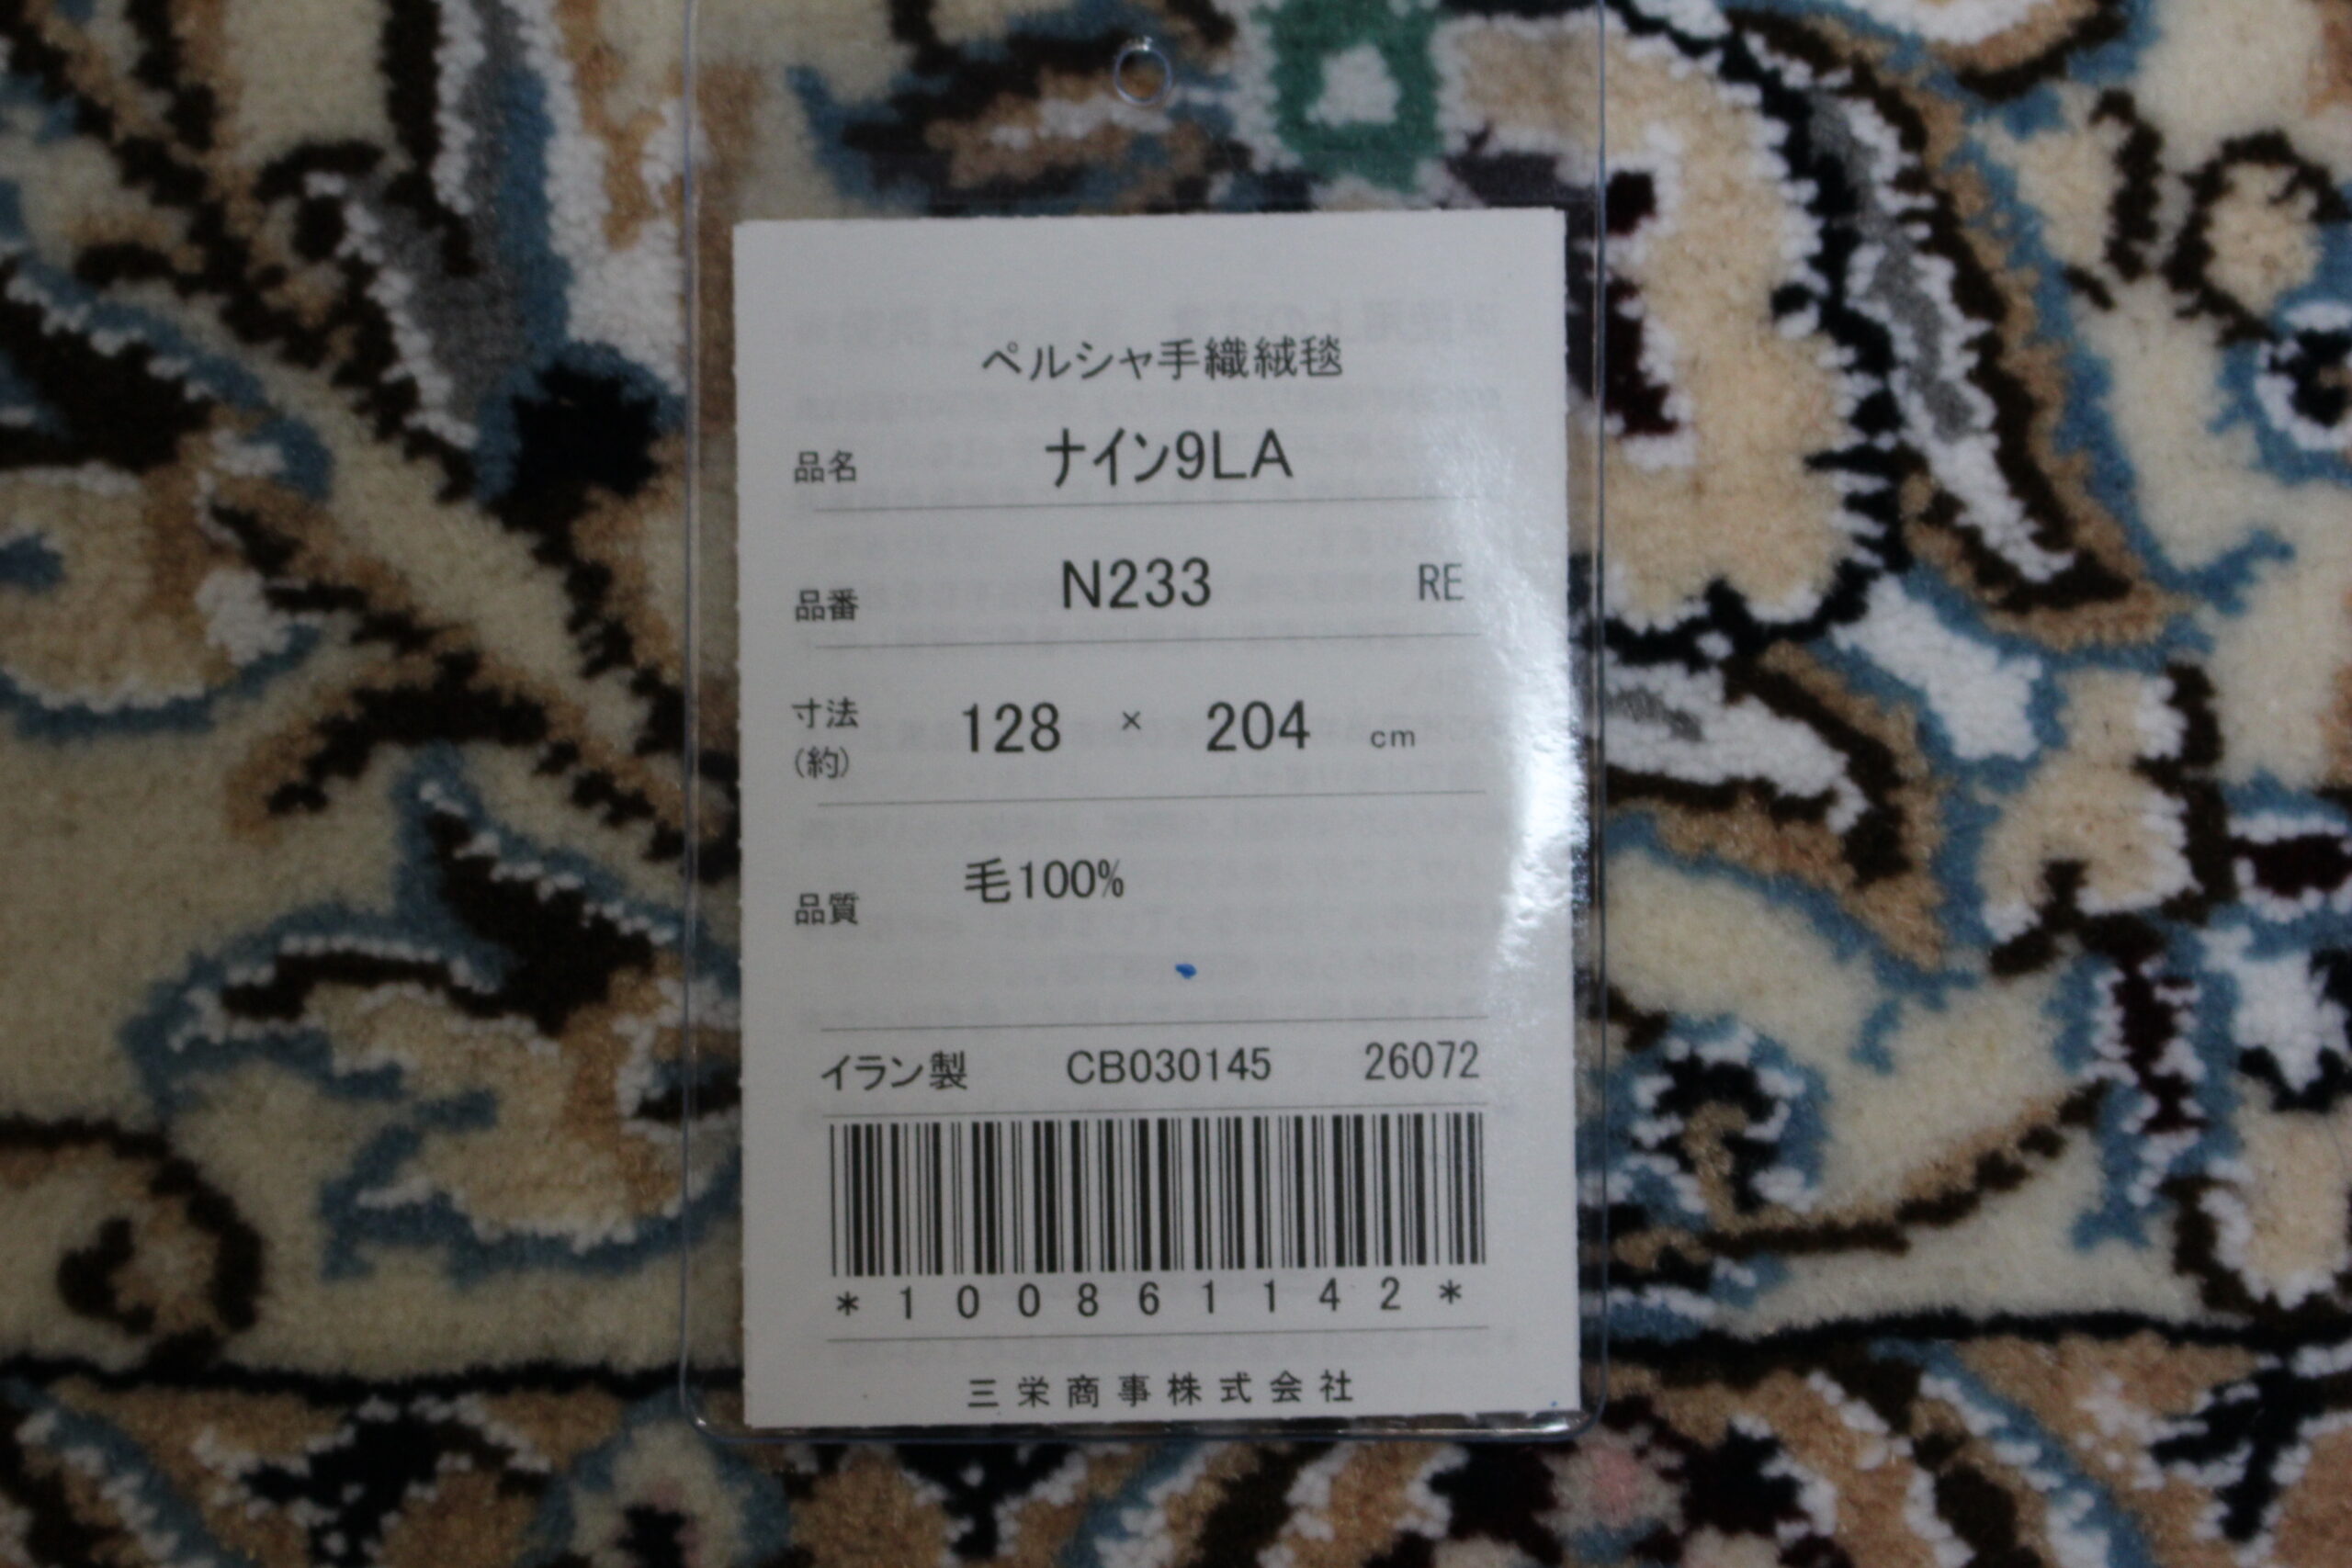 ペルシャ手織絨毯
品名 ナイン9LA
品番 N233 RE
寸法 128 × 204 cm
(約)
品質 毛100%
イラン製 CB030145 26072
*100861142*
三栄商事株式会社